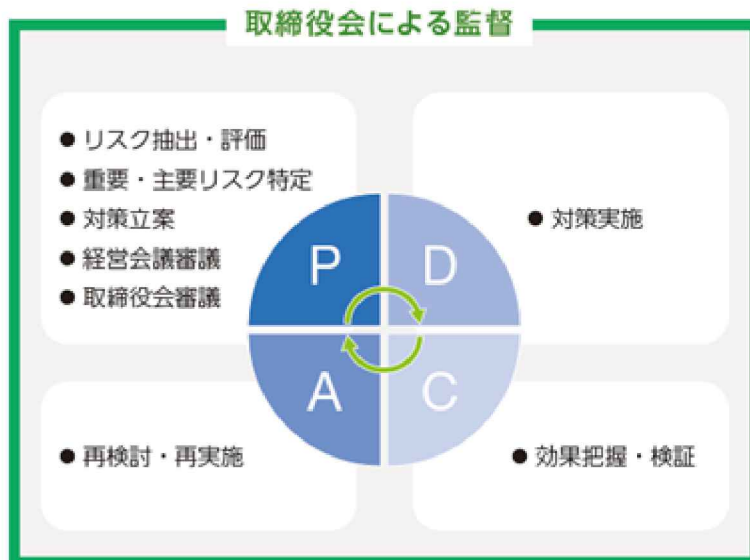 取締役会による監督
● リスク抽出・評価
● 重要・主要リスク特定
● 対策立案
● 経営会議審議
● 取締役会審議
● 対策実施
P
D
A
C
● 再検討・再実施
● 効果把握・検証